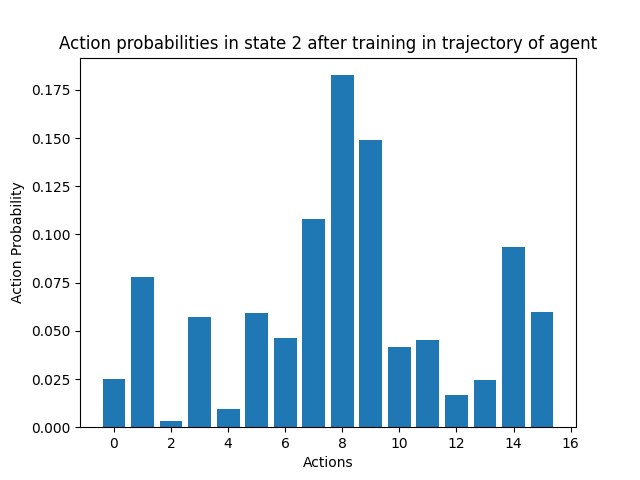 Action probabilities in state 2 after training in trajectory of agent
0.175
0.150
0.125
0.100
0.075
0.050
0.025
0.000
Action Probability
0 2 4 6 8 10 12 14 16
Actions